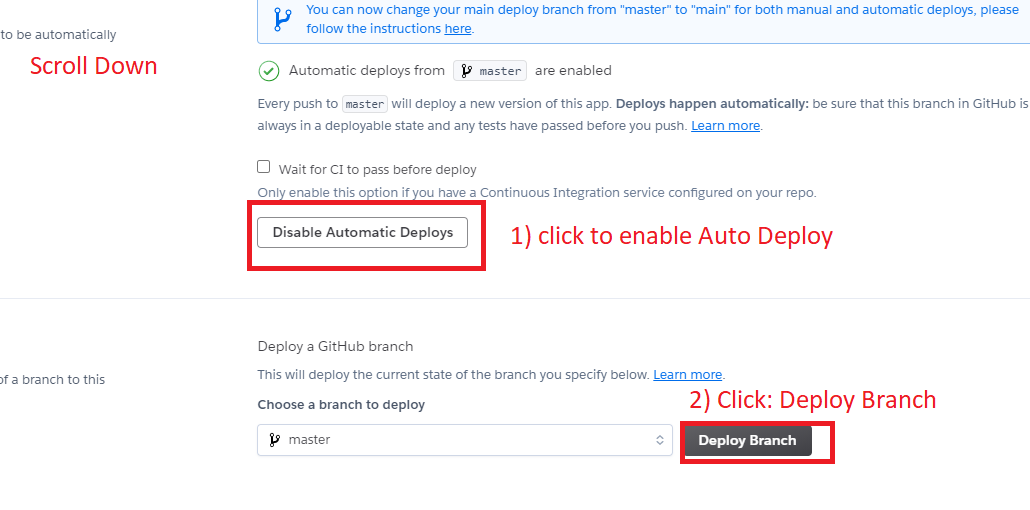 You can now change your main deploy branch from "master" to "main" for both manual and automatic deploys, please
follow the instructions here.
to be automatically
Scroll Down
Automatic deploys from master are enabled
Every push to master will deploy a new version of this app. Deploys happen automatically: be sure that this branch in GitHub is
always in a deployable state and any tests have passed before you push. Learn more.
Wait for CI to pass before deploy
Only enable this option if you have a Continuous Integration service configured on your repo.
Disable Automatic Deploys
1) click to enable Auto Deploy
Deploy a GitHub branch
of a branch to this
This will deploy the current state of the branch you specify below. Learn more.
2) Click: Deploy Branch
Choose a branch to deploy
master
Deploy Branch